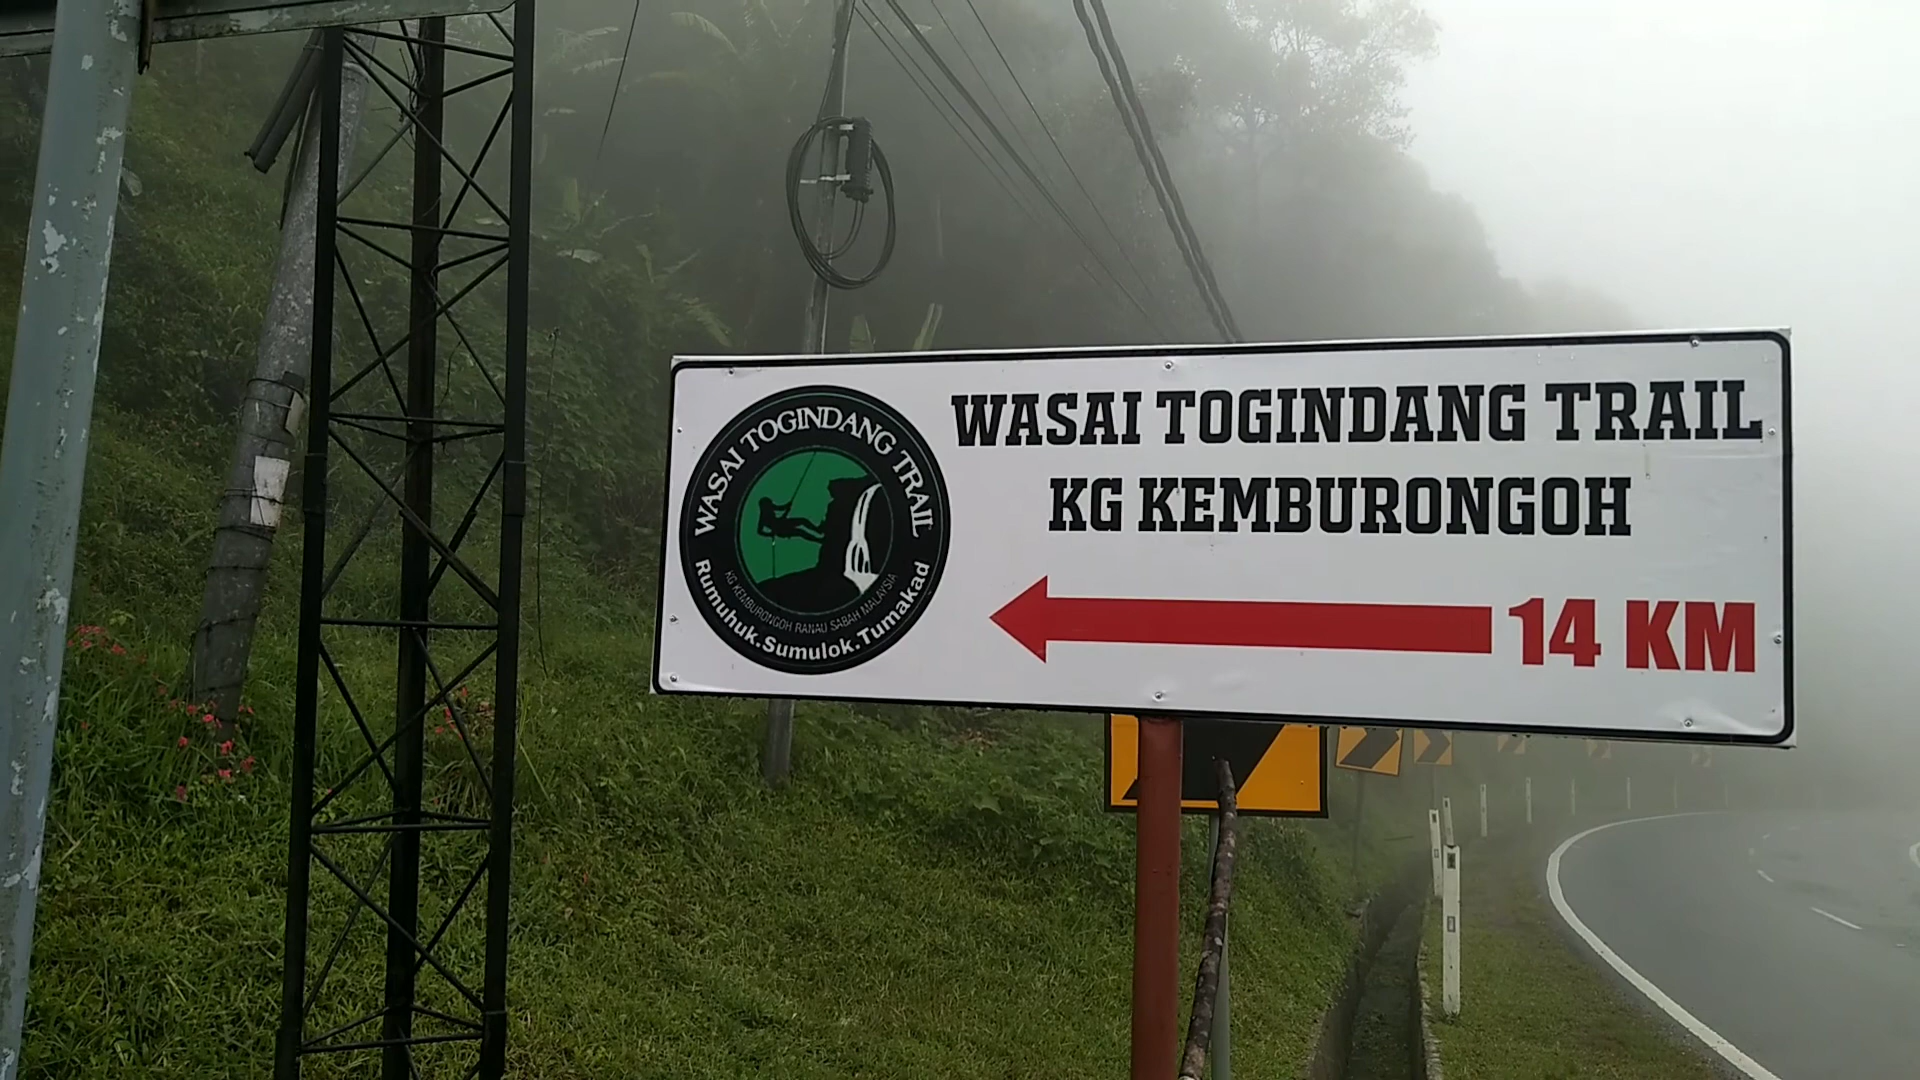 WASAI TOGINDANG TRAIL
KG KEMBURONGOH
14 KM
WASAI TOGINDANG TRAIL
KG KEMBURONGOH RANAU SABAH MALAYSIA
Rumuhuk.Sumulok.Tumakad